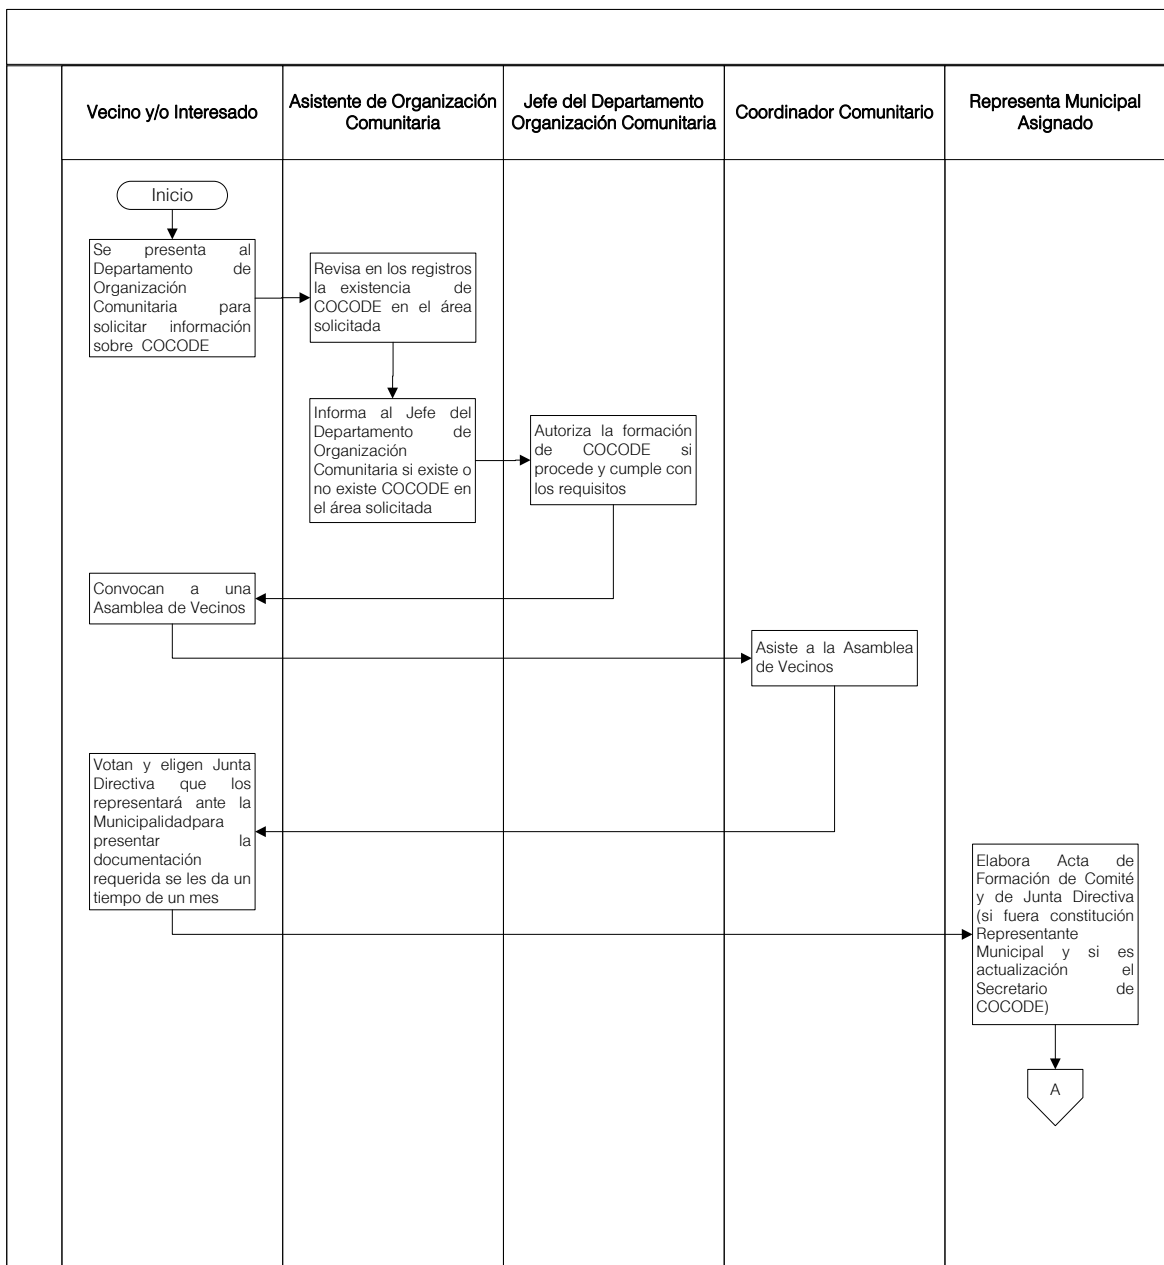 Vecino y/o Interesado
Asistente de Organización
Comunitaria
Jefe del Departamento
Organización Comunitaria
Coordinador Comunitario
Representa Municipal
Asignado
Inicio
Se presenta al
Departamento de
Organización
Comunitaria para
solicitar información
sobre COCODE
Revisa en los registros
la existencia de
COCODE en el área
solicitada
Informa al Jefe del
Departamento de
Organización
Comunitaria si existe o
no existe COCODE en
el área solicitada
Autoriza la formación
de COCODE si
procede y cumple con
los requisitos
Convocan a una
Asamblea de Vecinos
Asiste a la Asamblea
de Vecinos
Votan y eligen Junta
Directiva que los
representará ante la
Municipalidadpara
presentar la
documentación
requerida se les da un
tiempo de un mes
Elabora Acta de
Formación de Comité
y de Junta Directiva
(si fuera constitución
Representante
Municipal y si es
actualización el
Secretario de
COCODE)
A